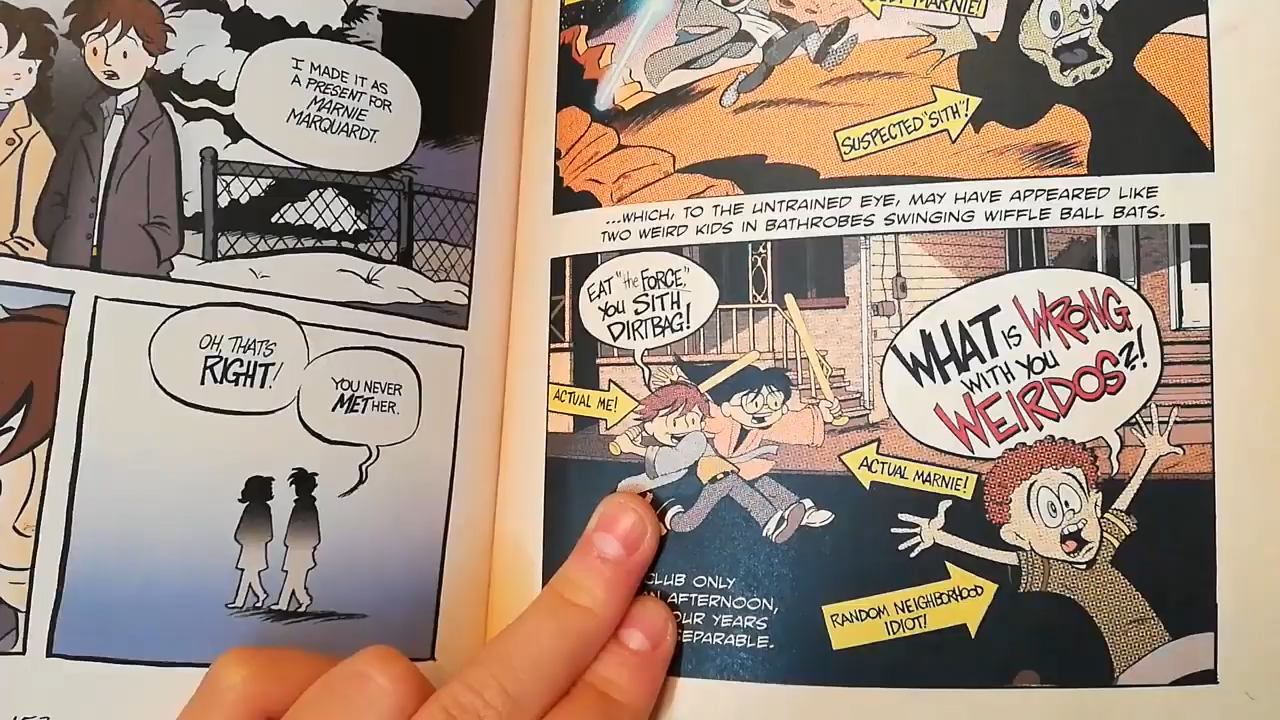 I MADE IT AS
A PRESENT FOR
MARNIE
MARQUARDT.
OH, THAT'S
RIGHT!
YOU NEVER
MET HER.
MARNIE!
SUSPECTED "SITH"!
...WHICH, TO THE UNTRAINED EYE, MAY HAVE APPEARED LIKE
TWO WEIRD KIDS IN BATHROBES SWINGING WIFFLE BALL BATS.
EAT "the FORCE,"
YOU SITH
DIRTBAG!
WHAT IS WRONG
WITH YOU
WEIRDOS?!
ACTUAL ME!
ACTUAL MARNIE!
RANDOM NEIGHBORHOOD
IDIOT!
CLUB ONLY
AFTERNOON,
YEARS